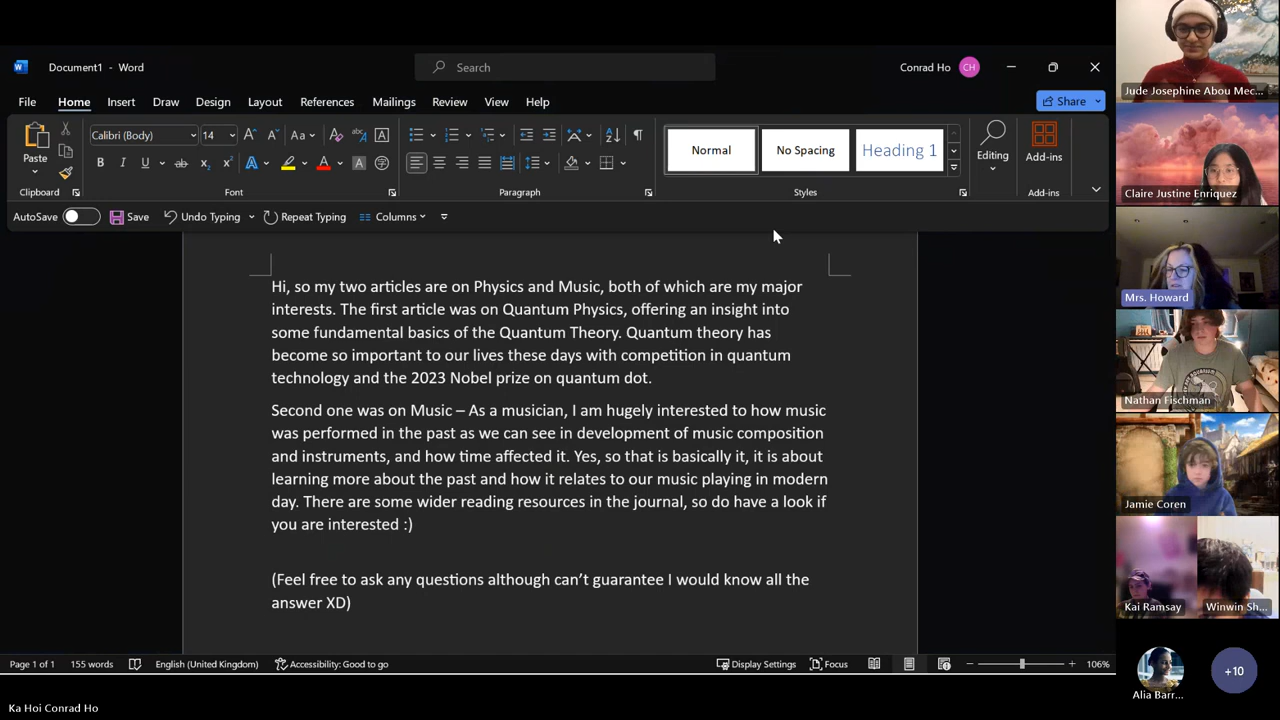 Document1 - Word
Search
Conrad Ho
CH
File
Home
Insert
Draw
Design
Layout
References
Mailings
Review
View
Help
Share
Paste
Calibri (Body)
14
Normal
No Spacing
Heading 1
Editing
Add-ins
Clipboard
Font
Paragraph
Styles
Add-ins
AutoSave
Save
Undo Typing
Repeat Typing
Columns
Hi, so my two articles are on Physics and Music, both of which are my major
interests. The first article was on Quantum Physics, offering an insight into
some fundamental basics of the Quantum Theory. Quantum theory has
become so important to our lives these days with competition in quantum
technology and the 2023 Nobel prize on quantum dot.
Second one was on Music – As a musician, I am hugely interested to how music
was performed in the past as we can see in development of music composition
and instruments, and how time affected it. Yes, so that is basically it, it is about
learning more about the past and how it relates to our music playing in modern
day. There are some wider reading resources in the journal, so do have a look if
you are interested :)
(Feel free to ask any questions although can't guarantee I would know all the
answer XD)
Page 1 of 1
155 words
English (United Kingdom)
Accessibility: Good to go
Display Settings
Focus
106%
Ka Hoi Conrad Ho
Jude Josephine Abou Mec...
Claire Justine Enriquez
Mrs. Howard
Nathan Fischman
Jamie Coren
Kai Ramsay
Winwin Sh...
Alia Barr...
+10